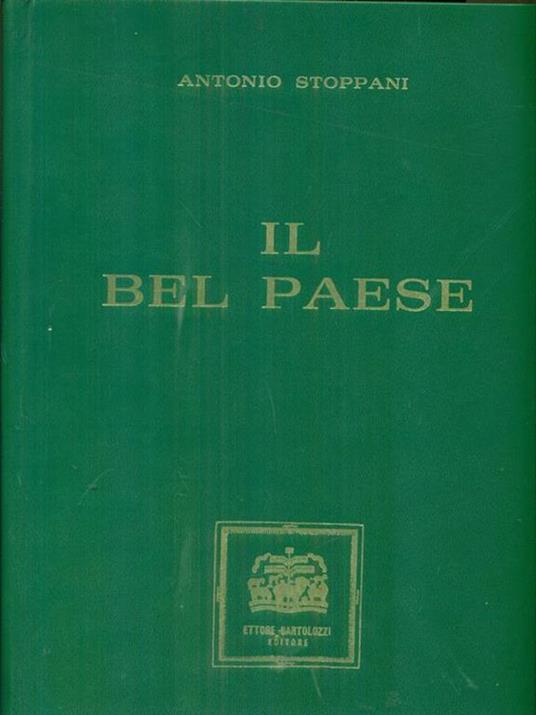 ANTONIO STOPPANI
IL
BEL PAESE
ETTORE BARTOLOZZI
EDITORE